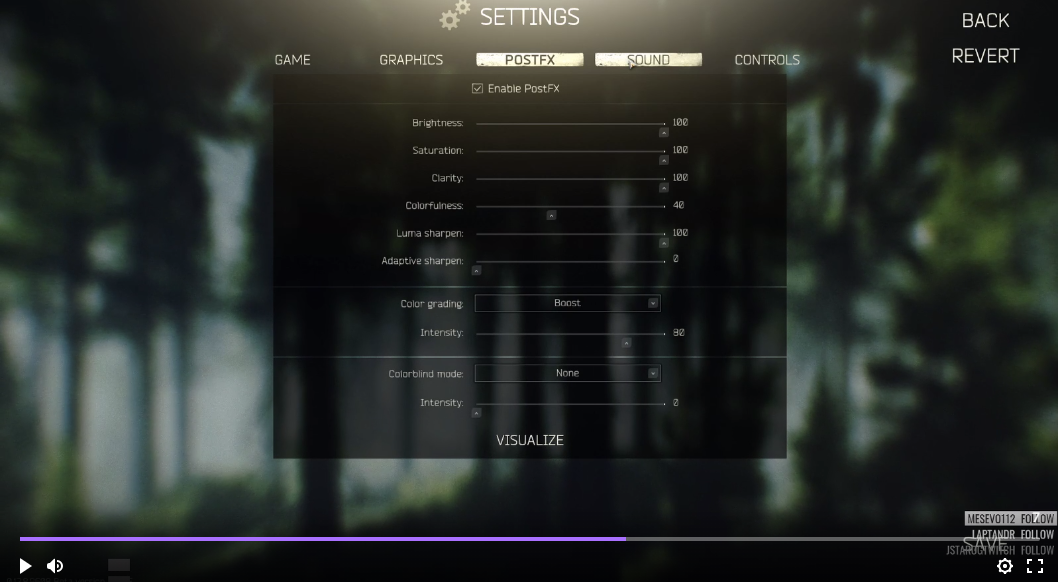 SETTINGS
BACK
REVERT
GAME GRAPHICS POSTFX SOUND CONTROLS
Enable PostFX
Brightness: 100
Saturation: 100
Clarity: 100
Colorfulness: 40
Luma sharpen: 100
Adaptive sharpen: 0
Color grading: Boost
Intensity: 80
Colorblind mode: None
Intensity: 0
VISUALIZE
MESEVO112 FOLLOW
LAPTANDR FOLLOW
SAVE
FOLLOW